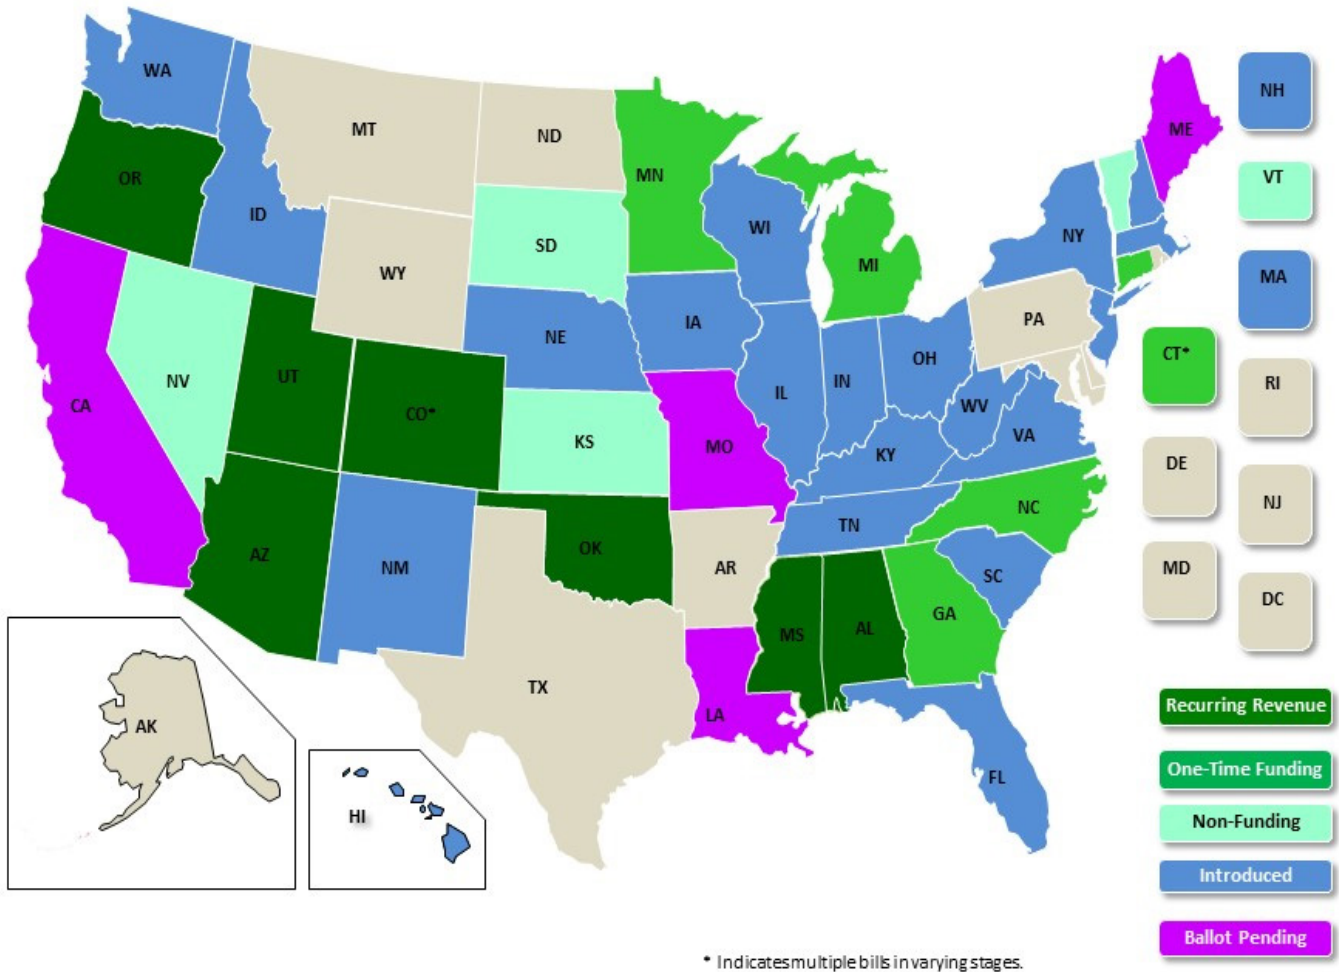 WA
MT
ND
OR
ID
MN
SD
WY
WI
MI
NY
ME
NH
VT
MA
CT*
RI
DE
NJ
MD
DC
NE
IA
PA
NV
UT
CO*
CA
KS
MO
IL
IN
OH
WV
VA
KY
NC
TN
AZ
NM
OK
AR
SC
MS
AL
GA
TX
LA
FL
AK
HI
Recurring Revenue
One-Time Funding
Non-Funding
Introduced
Ballot Pending
* Indicatesmultiple bills in varying stages.